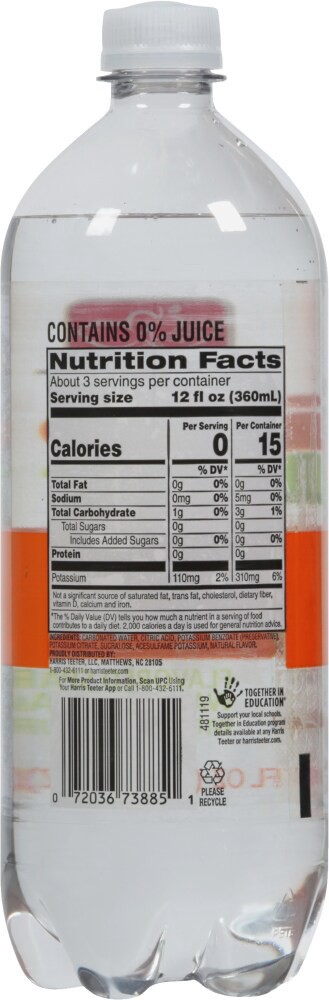 CONTAINS 0% JUICE
Nutrition Facts
About 3 servings per container
Serving size 12 fl oz (360mL)
Per Serving Per Container
Calories 0 15
% DV* % DV*
Total Fat 0g 0% 0g 0%
Sodium 0mg 0% 5mg 0%
Total Carbohydrate 1g 0% 3g 1%
Total Sugars 0g 0g
Includes Added Sugars 0g 0% 0g 0%
Protein 0g 0g
Potassium 110mg 2% 310mg 6%
Not a significant source of saturated fat, trans fat, cholesterol, dietary fiber,
vitamin D, calcium and iron.
*The % Daily Value (DV) tells you how much a nutrient in a serving of food
contributes to a daily diet. 2,000 calories a day is used for general nutrition advice.
INGREDIENTS: CARBONATED WATER, CITRIC ACID, POTASSIUM BENZOATE (PRESERVATIVE),
POTASSIUM CITRATE, SUCRALOSE, ACESULFAME POTASSIUM, NATURAL FLAVOR.
PROUDLY DISTRIBUTED BY:
HARRIS TEETER, LLC, MATTHEWS, NC 28105
1-800-432-6111 or harristeeter.com
For More Product Information, Scan UPC Using
Your Harris Teeter App or Call 1-800-432-6111.
481119
TOGETHER IN
EDUCATION
Support your local schools.
Together in Education program
details available at any Harris
Teeter or harristeeter.com.
PLEASE
RECYCLE
0 72036 73885 1